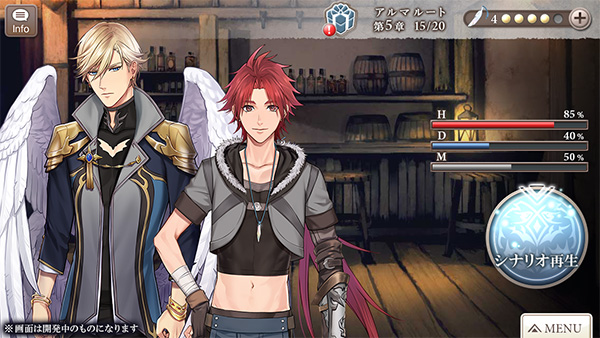 Info
アルマルート
第5章 15/20
4
H 85%
D 40%
M 50%
シナリオ再生
※画面は開発中のものになります
MENU